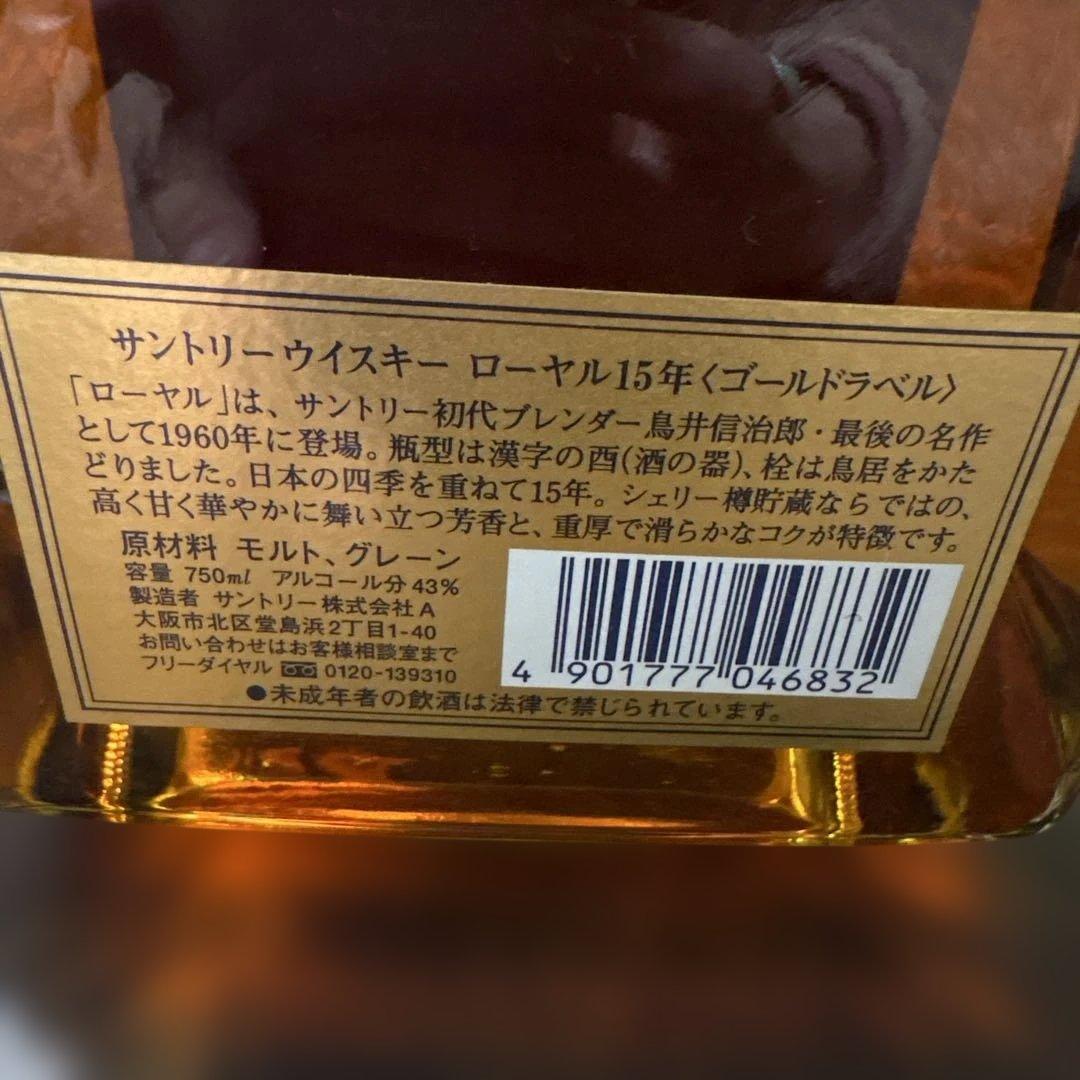 サントリーウイスキー ローヤル15年〈ゴールドラベル〉
「ローヤル」は、サントリー初代ブレンダー鳥井信治郎・最後の名作
として1960年に登場。瓶型は漢字の酉(酒の器)、栓は鳥居をかた
どりました。日本の四季を重ねて15年。シェリー樽貯蔵ならではの、
高く甘く華やかに舞い立つ芳香と、重厚で滑らかなコクが特徴です。
原材料 モルト、グレーン
容量 750ml アルコール分 43%
製造者 サントリー株式会社 A
大阪市北区堂島浜2丁目1-40
お問い合わせはお客様相談室まで
フリーダイヤル 0120-139310
4 901777 046832
●未成年者の飲酒は法律で禁じられています。